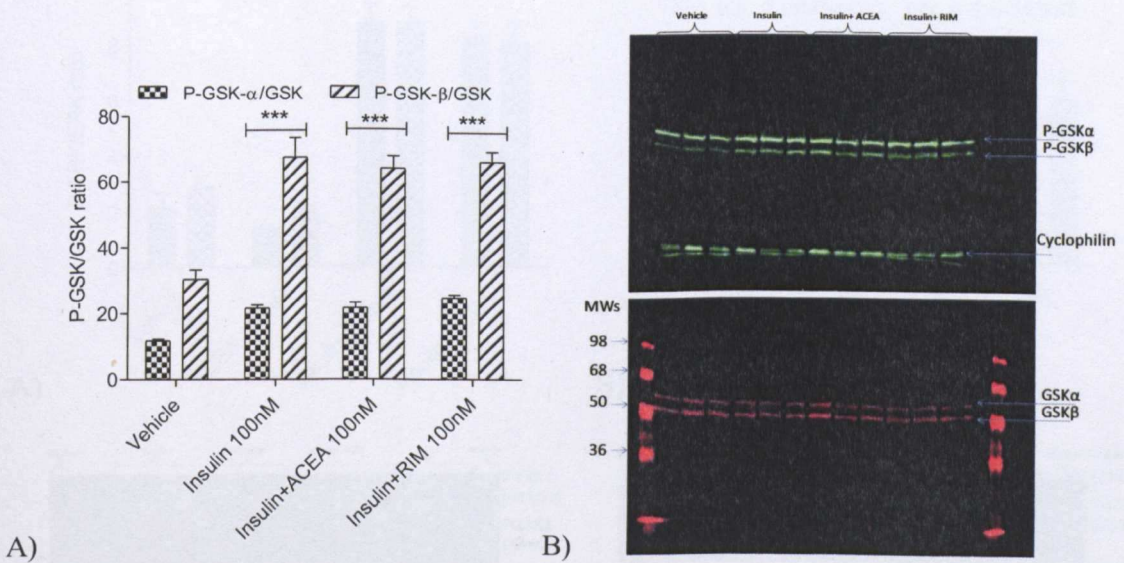 P-GSK-α/GSK P-GSK-β/GSK
***
***
***
P-GSK/GSK ratio
80
60
40
20
0
Vehicle
Insulin 100nM
Insulin+ACEA 100nM
Insulin+RIM 100nM
A)
Vehicle Insulin Insulin+ ACEA Insulin+ RIM
P-GSKα
P-GSKβ
Cyclophilin
MWs
98
68
50
36
GSKα
GSKβ
B)